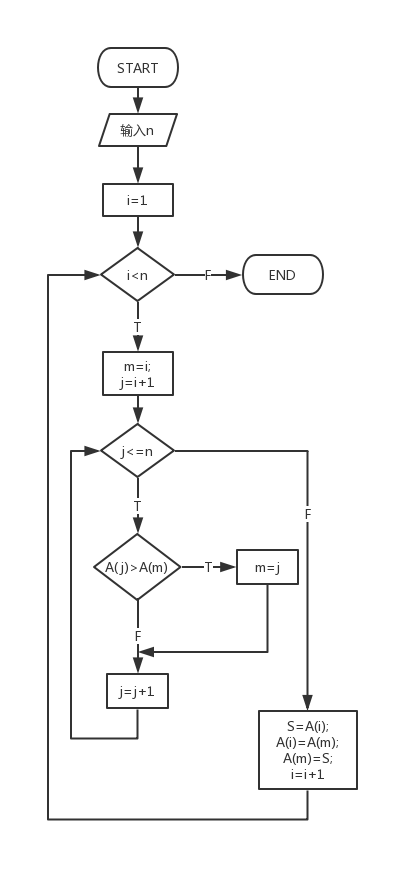 START
输入n
i=1
i<n
F
END
T
m=i;
j=i+1
j<=n
T
F
A(j)>A(m)
T
m=j
F
j=j+1
S=A(i);
A(i)=A(m);
A(m)=S;
i=i+1